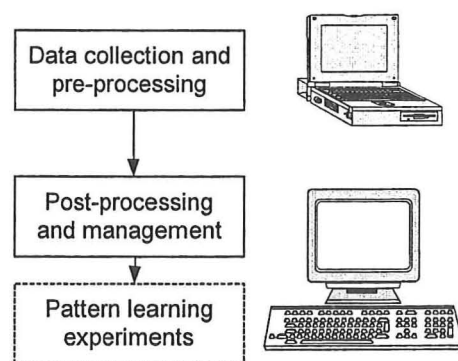 Data collection and
pre-processing
Post-processing
and management
Pattern learning
experiments